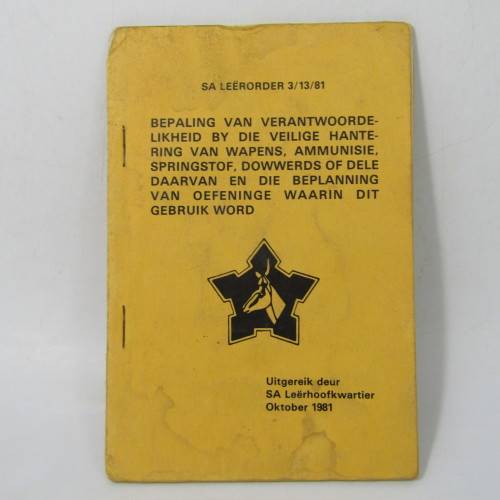 SA LEËRORDER 3/13/81
BEPALING VAN VERANTWOORDE-
LIKHEID BY DIE VEILIGE HANTE-
RING VAN WAPENS, AMMUNISIE,
SPRINGSTOF, DOWWERDS OF DELE
DAARVAN EN DIE BEPLANNING
VAN OEFENINGE WAARIN DIT
GEBRUIK WORD
Uitgereik deur
SA Leërhoofkwartier
Oktober 1981